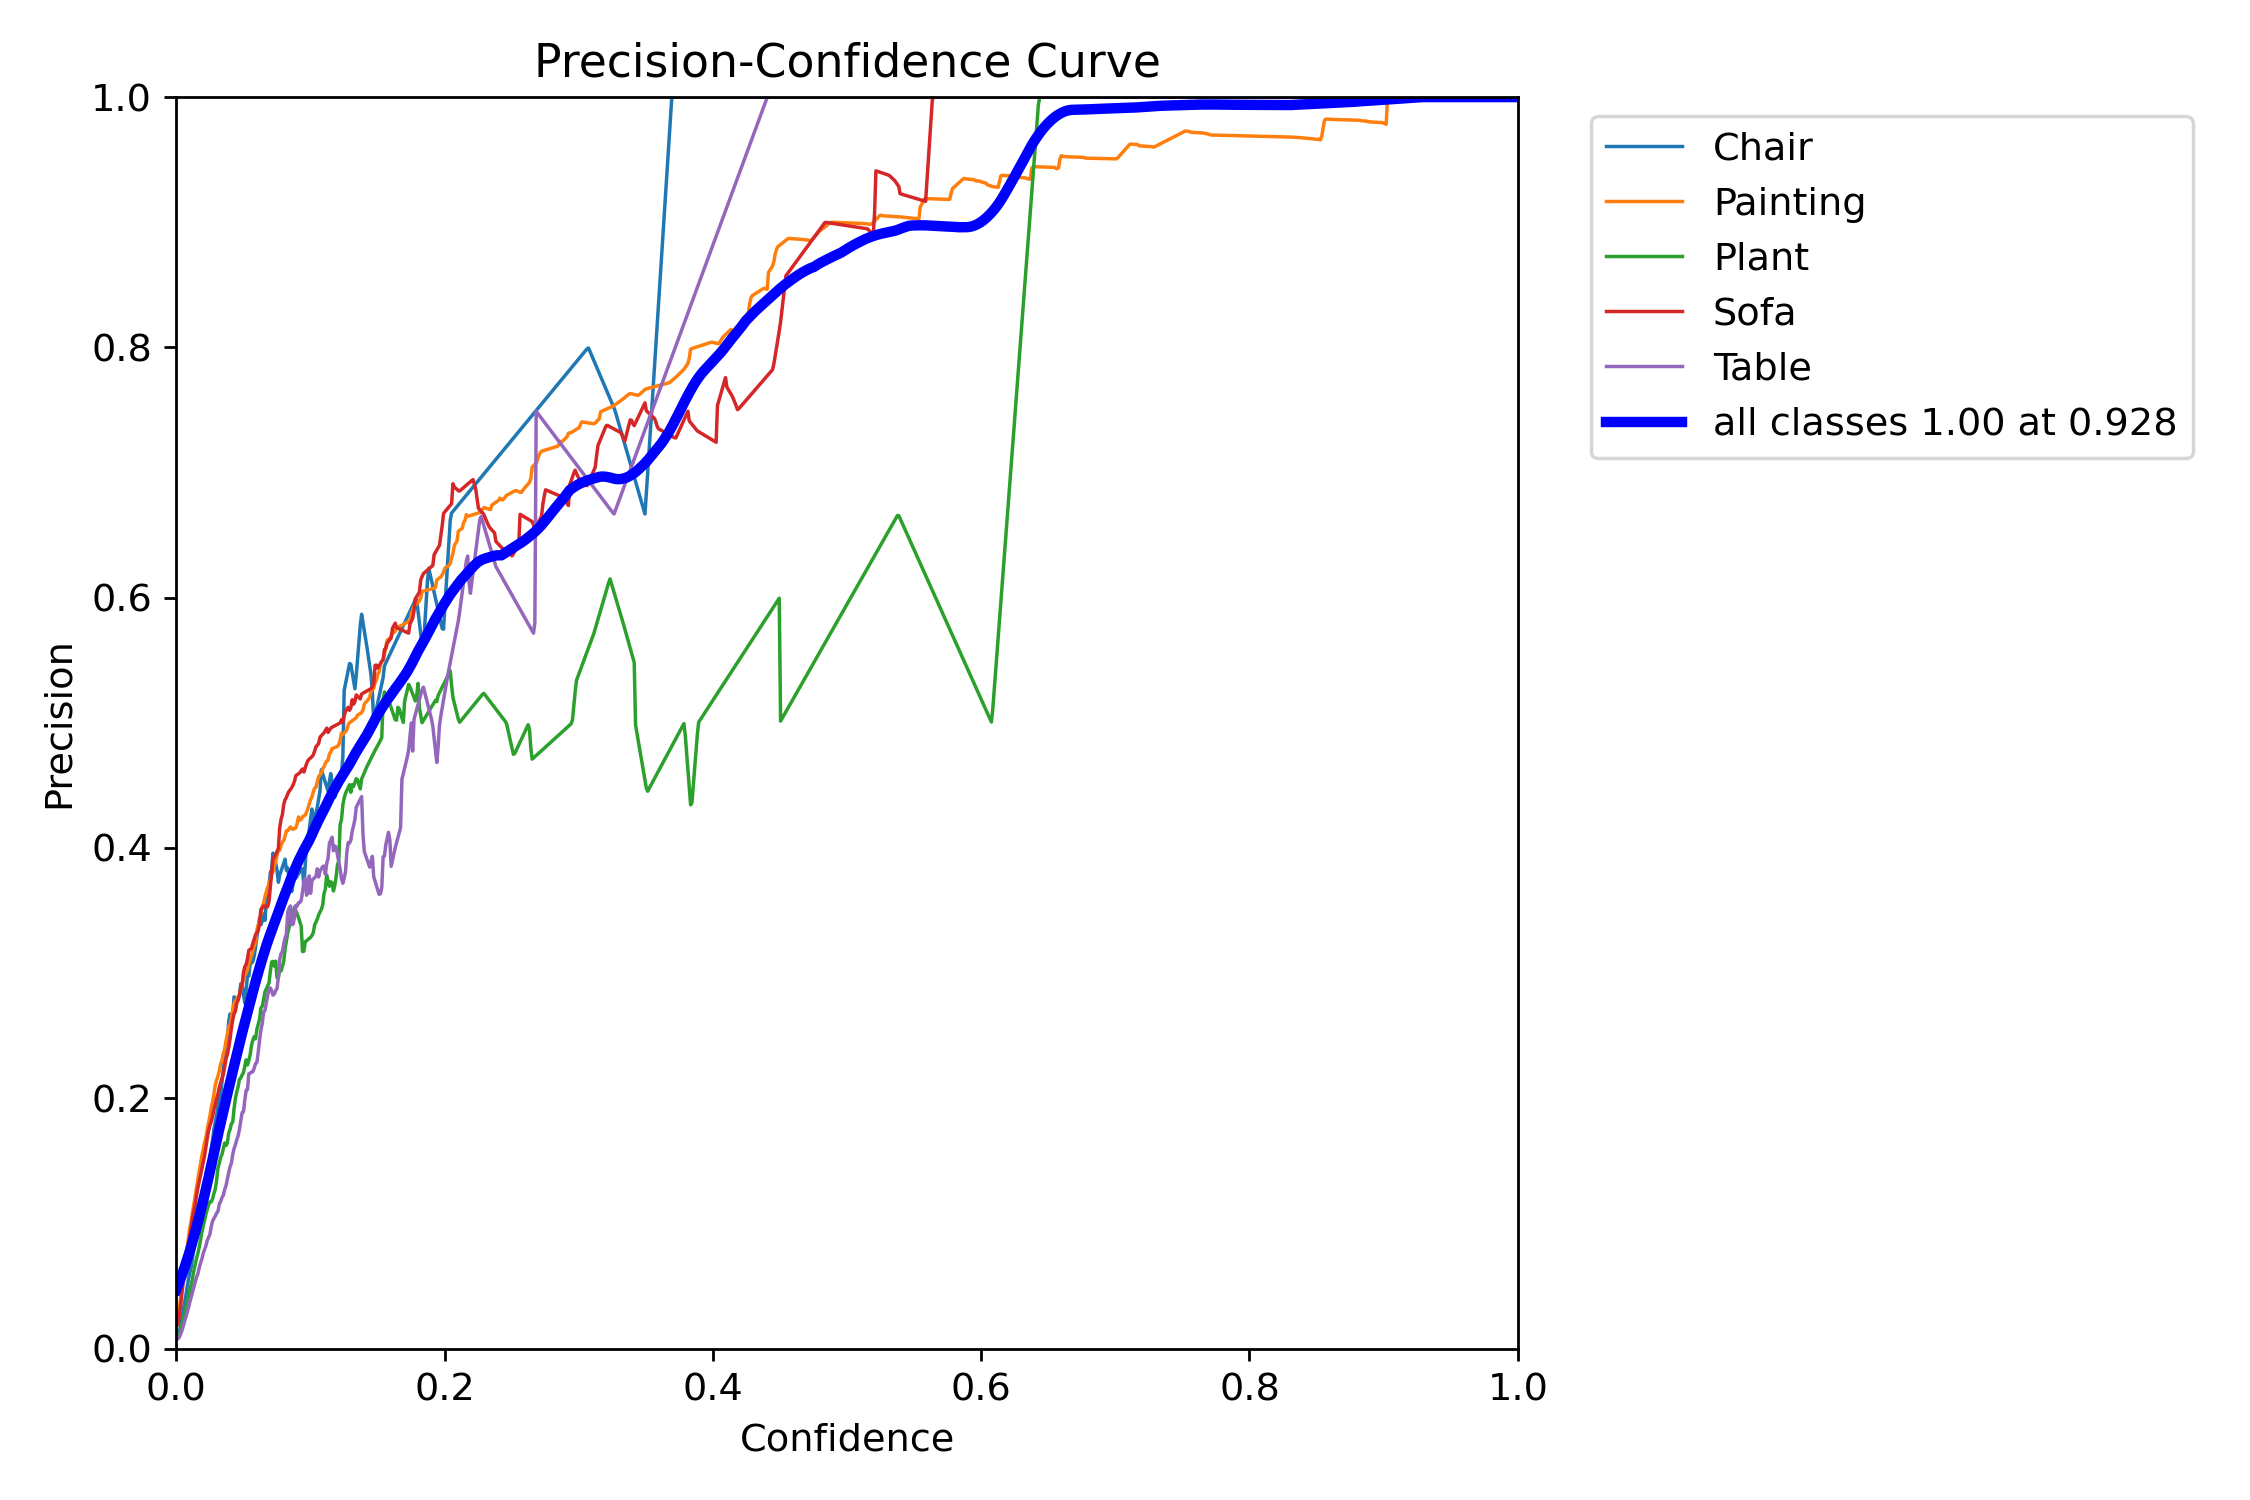 Precision-Confidence Curve
1.0
0.8
0.6
0.4
0.2
0.0
Precision
0.0 0.2 0.4 0.6 0.8 1.0
Confidence
Chair
Painting
Plant
Sofa
Table
all classes 1.00 at 0.928